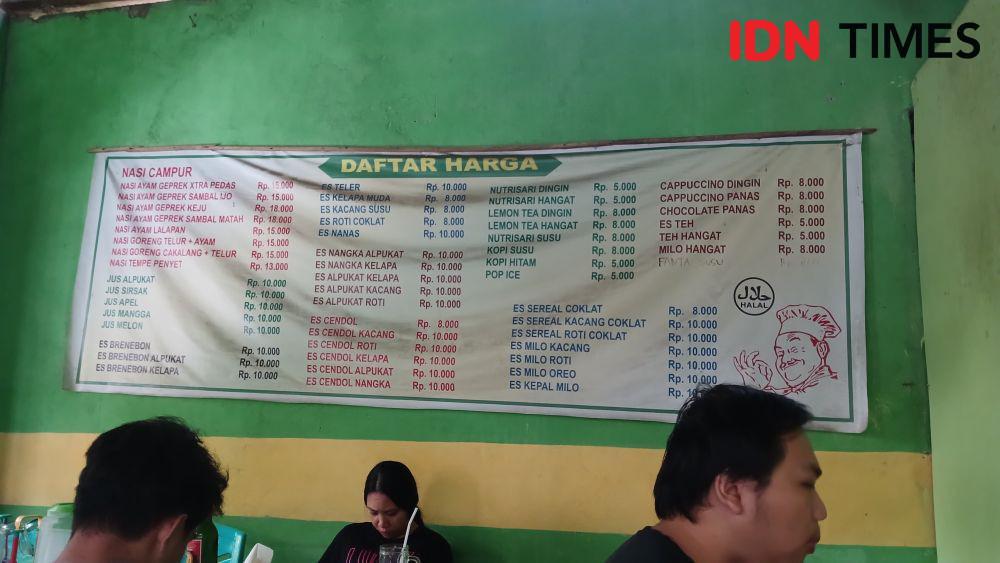 IDN TIMES
DAFTAR HARGA
NASI CAMPUR
NASI AYAM GEPREK XTRA PEDAS Rp. 15.000
NASI AYAM GEPREK SAMBAL IJO Rp. 15.000
NASI AYAM GEPREK KEJU Rp. 18.000
NASI AYAM GEPREK SAMBAL MATAH Rp. 18.000
NASI AYAM LALAPAN Rp. 15.000
NASI GORENG TELUR + AYAM Rp. 15.000
NASI GORENG CAKALANG + TELUR Rp. 15.000
NASI TEMPE PENYET Rp. 13.000
JUS ALPUKAT Rp. 10.000
JUS SIRSAK Rp. 10.000
JUS APEL Rp. 10.000
JUS MANGGA Rp. 10.000
JUS MELON Rp. 10.000
ES BRENEBON Rp. 10.000
ES BRENEBON ALPUKAT Rp. 10.000
ES BRENEBON KELAPA Rp. 10.000
ES TELER Rp. 10.000
ES KELAPA MUDA Rp. 8.000
ES KACANG SUSU Rp. 8.000
ES ROTI COKLAT Rp. 8.000
ES NANAS Rp. 10.000
ES NANGKA ALPUKAT Rp. 10.000
ES NANGKA KELAPA Rp. 10.000
ES ALPUKAT KELAPA Rp. 10.000
ES ALPUKAT KACANG Rp. 10.000
ES ALPUKAT ROTI Rp. 10.000
ES CENDOL Rp. 8.000
ES CENDOL KACANG Rp. 10.000
ES CENDOL ROTI Rp. 10.000
ES CENDOL KELAPA Rp. 10.000
ES CENDOL ALPUKAT Rp. 10.000
ES CENDOL NANGKA Rp. 10.000
NUTRISARI DINGIN Rp. 5.000
NUTRISARI HANGAT Rp. 5.000
LEMON TEA DINGIN Rp. 8.000
LEMON TEA HANGAT Rp. 8.000
NUTRISARI SUSU Rp. 8.000
KOPI SUSU Rp. 8.000
KOPI HITAM Rp. 5.000
POP ICE Rp. 5.000
ES SEREAL COKLAT Rp. 8.000
ES SEREAL KACANG COKLAT Rp. 10.000
ES SEREAL ROTI COKLAT Rp. 10.000
ES MILO KACANG Rp. 10.000
ES MILO ROTI Rp. 10.000
ES MILO OREO Rp. 10.000
ES KEPAL MILO Rp.
CAPPUCCINO DINGIN Rp. 8.000
CAPPUCCINO PANAS Rp. 8.000
CHOCOLATE PANAS Rp. 8.000
ES TEH Rp. 5.000
TEH HANGAT Rp. 5.000
MILO HANGAT Rp. 8.000
FANTA SUSU
حلال
HALAL